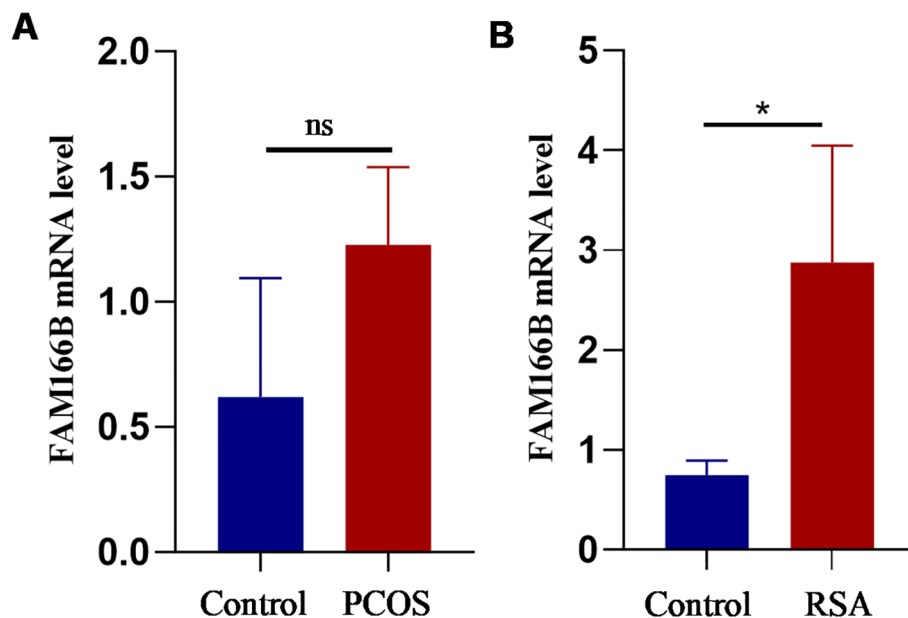 A
FAM166B mRNA level
2.0
1.5
1.0
0.5
0.0
ns
Control PCOS
B
FAM166B mRNA level
5
4
3
2
1
0
*
Control RSA